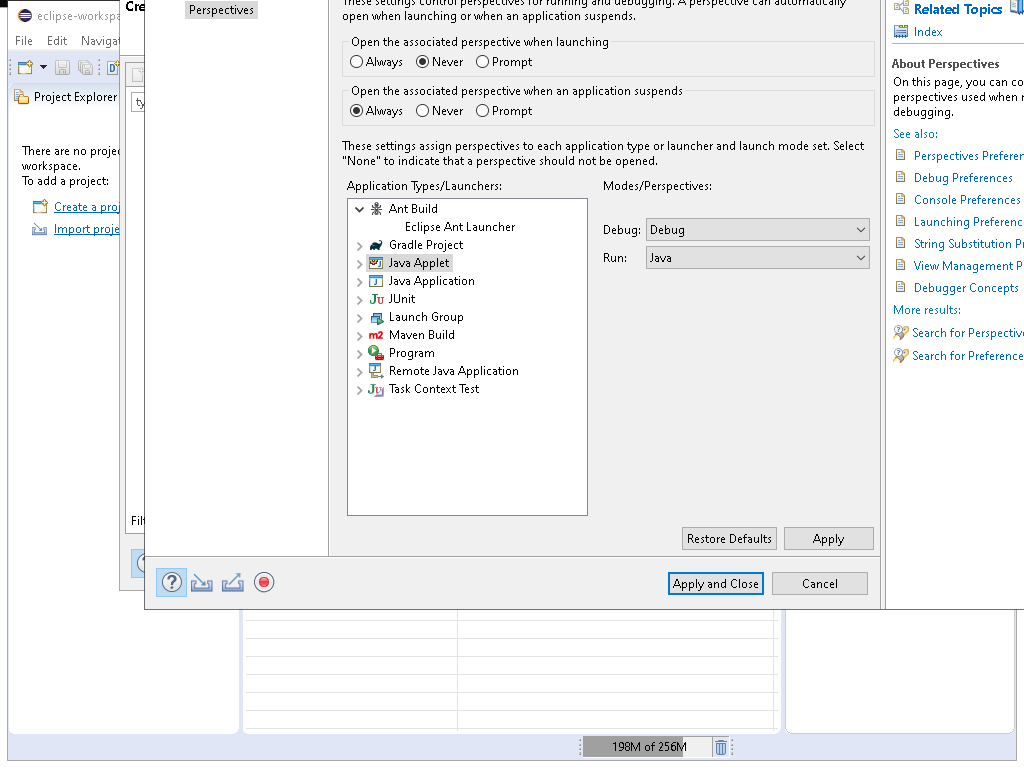 eclipse-workspa
File Edit Naviga
Project Explorer
There are no proje
workspace.
To add a project:
Create a proj
Import proje
Cre
ty
Filt
Perspectives
These settings control perspectives for running and debugging. A perspective can automatically
open when launching or when an application suspends.
Open the associated perspective when launching
Always Never Prompt
Open the associated perspective when an application suspends
Always Never Prompt
These settings assign perspectives to each application type or launcher and launch mode set. Select
"None" to indicate that a perspective should not be opened.
Application Types/Launchers:
Ant Build
Eclipse Ant Launcher
Gradle Project
Java Applet
Java Application
JUnit
Launch Group
Maven Build
Program
Remote Java Application
Task Context Test
Modes/Perspectives:
Debug: Debug
Run: Java
Restore Defaults Apply
Apply and Close Cancel
Related Topics
Index
About Perspectives
On this page, you can co
perspectives used when r
debugging.
See also:
Perspectives Preferen
Debug Preferences
Console Preferences
Launching Preferenc
String Substitution Pr
View Management P
Debugger Concepts
More results:
Search for Perspective
Search for Preference
198M of 256M